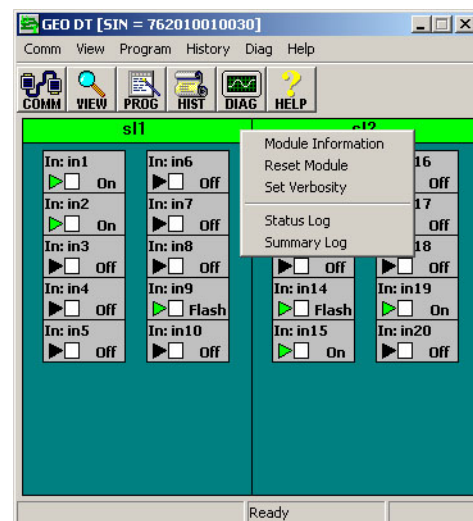 GEO DT [SIN = 762010010030]
Comm View Program History Diag Help
COMM VIEW PROG HIST DIAG HELP
sl1
In: in1
On
In: in2
On
In: in3
Off
In: in4
Off
In: in5
Off
In: in6
Off
In: in7
Off
In: in8
Off
In: in9
Flash
In: in10
Off
sl2
Module Information
Reset Module
Set Verbosity
Status Log
Summary Log
Off
In: in14
Flash
In: in15
On
16
Off
17
Off
18
Off
In: in19
On
In: in20
Off
Ready